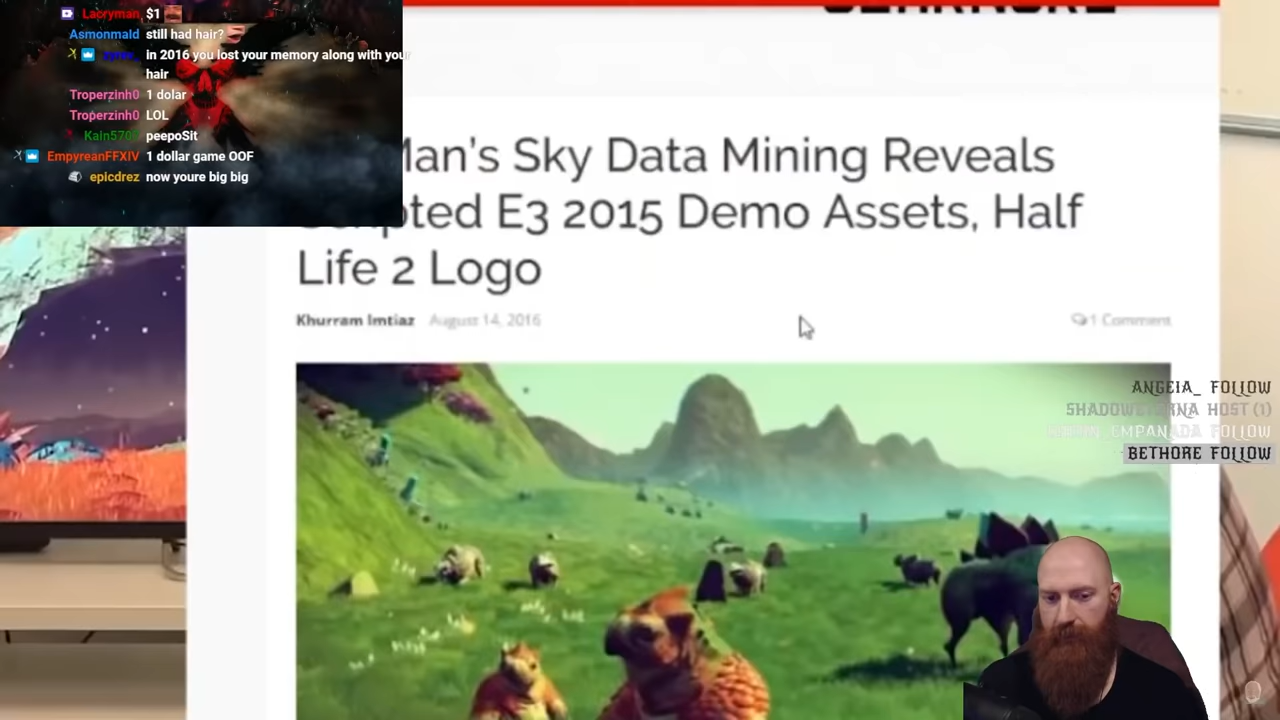 Lacryman_ $1
Asmonmald still had hair?
in 2016 you lost your memory along with your
hair
Troperzinh0 1 dolar
Troperzinh0 LOL
peepoSit
EmpyreanFFXIV 1 dollar game OOF
epicdrez now youre big big
Man's Sky Data Mining Reveals
E3 2015 Demo Assets, Half
Life 2 Logo
Khurram Imtiaz August 14, 2016
1 Comment
ANGEIA_ FOLLOW
HOST (1)
EMPANADA FOLLOW
BETHORE FOLLOW